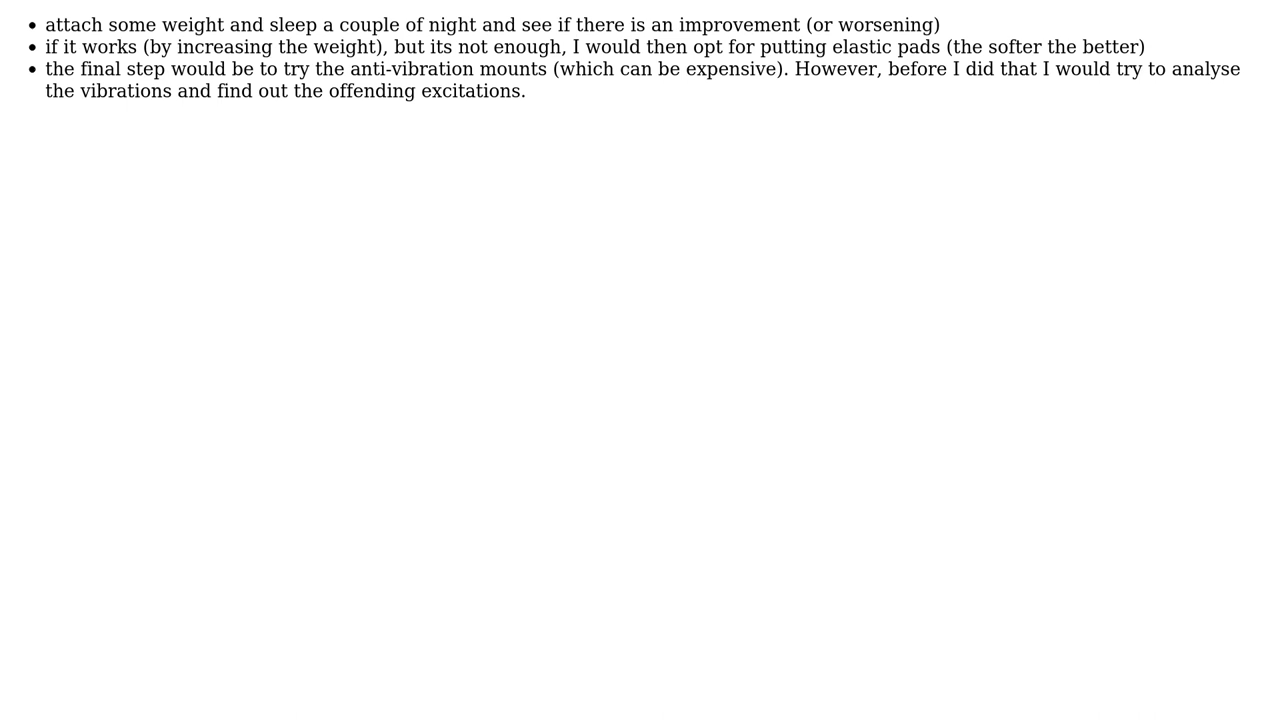 • attach some weight and sleep a couple of night and see if there is an improvement (or worsening)
• if it works (by increasing the weight), but its not enough, I would then opt for putting elastic pads (the softer the better)
• the final step would be to try the anti-vibration mounts (which can be expensive). However, before I did that I would try to analyse
the vibrations and find out the offending excitations.